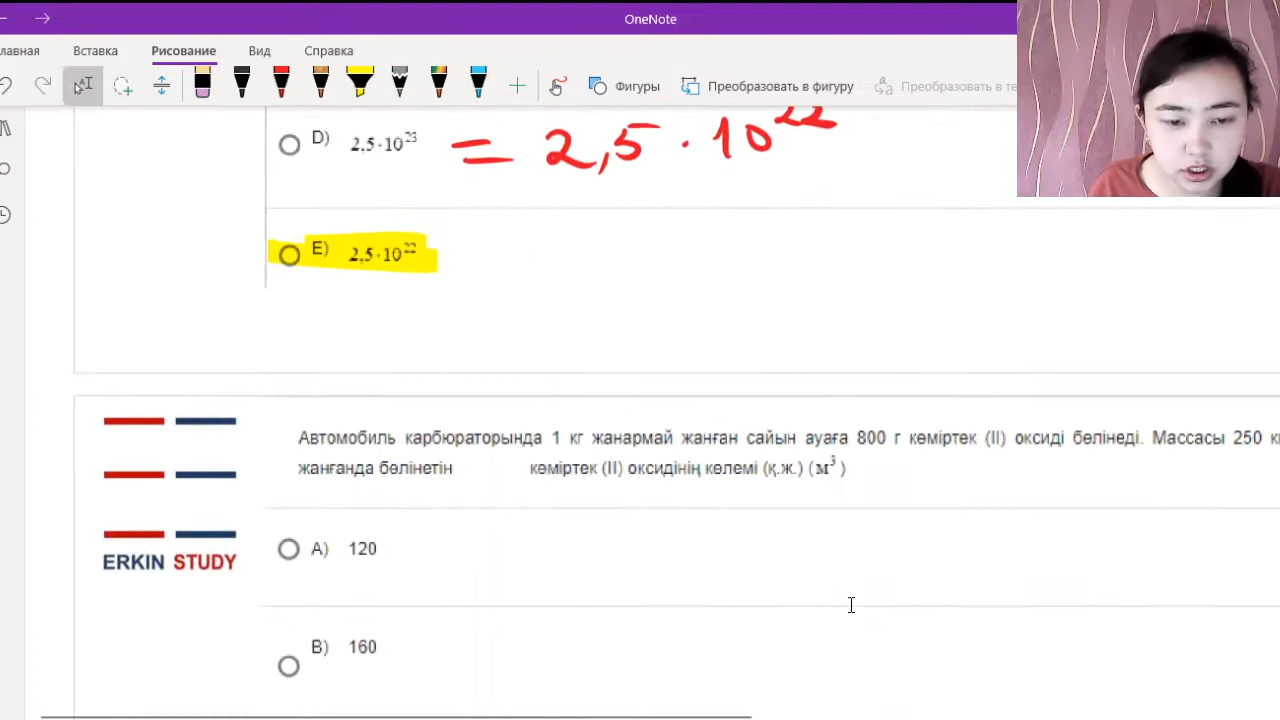 OneNote
лавная Вставка Рисование Вид Справка
Фигуры Преобразовать в фигуру Преобразовать в те
D) 2,5·10²³ = 2,5 · 10²²
E) 2,5·10²²
Автомобиль карбюраторында 1 кг жанармай жанған сайын ауаға 800 г көміртек (II) оксиді бөлінеді. Массасы 250 к
жанғанда бөлінетін көміртек (II) оксидінің көлемі (қ.ж.) (м³)
ERKIN STUDY
A) 120
B) 160